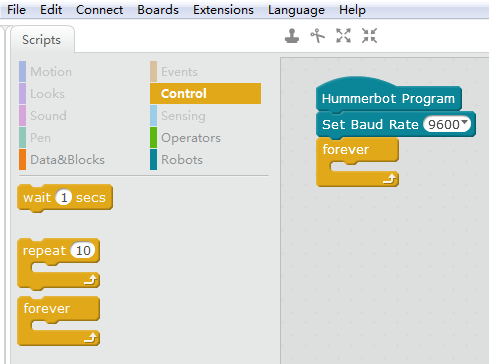 File Edit Connect Boards Extensions Language Help
Scripts
Motion Events
Looks Control
Sound Sensing
Pen Operators
Data&Blocks Robots
wait 1 secs
repeat 10
forever
Hummerbot Program
Set Baud Rate 9600
forever